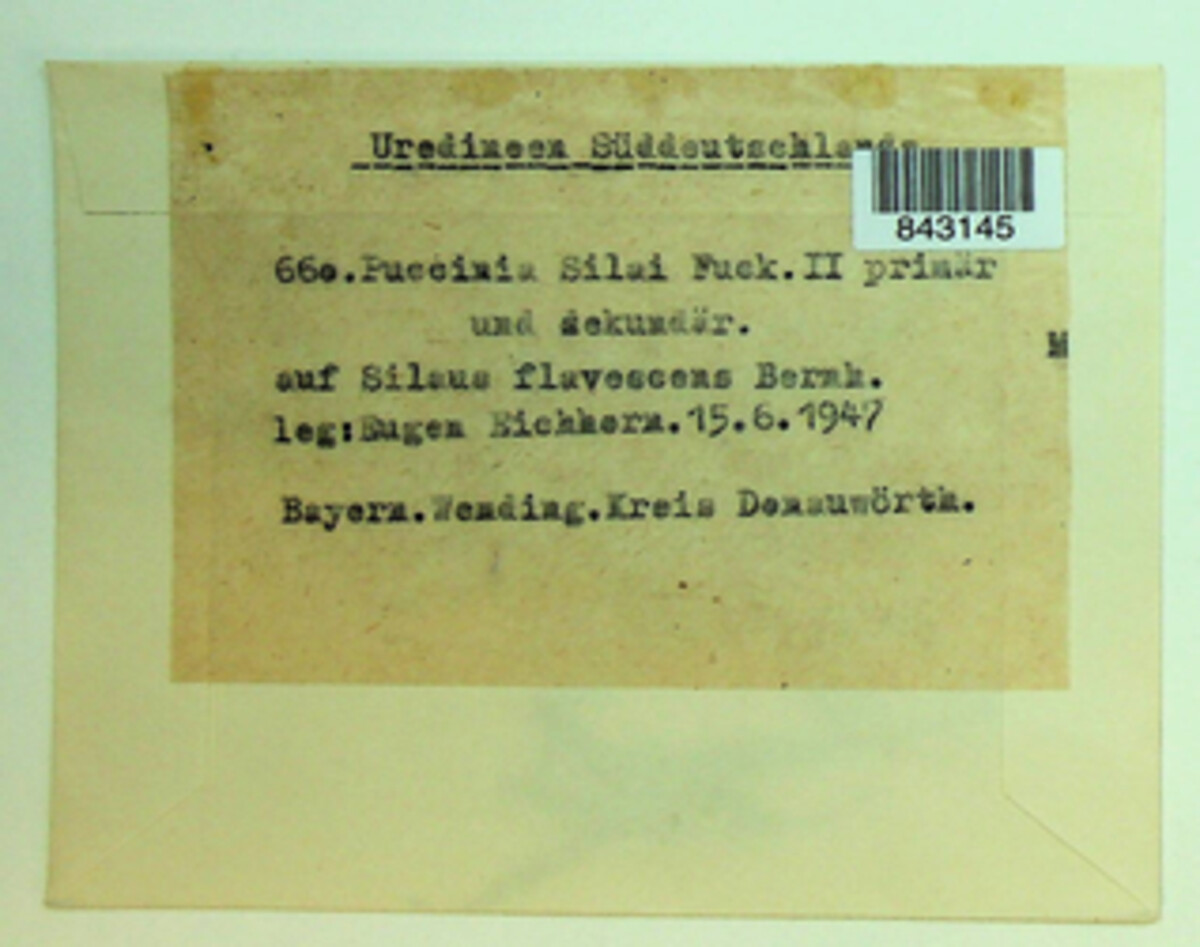 Uredineen Süddeutschlands
843145
66o.Puccinia Silai Fuck.II primär
und sekundär.
M
auf Silaus flavescens Bernh.
leg:Eugen Eichhorn.15.6.1947
Bayern.Wemding.Kreis Donauwörth.